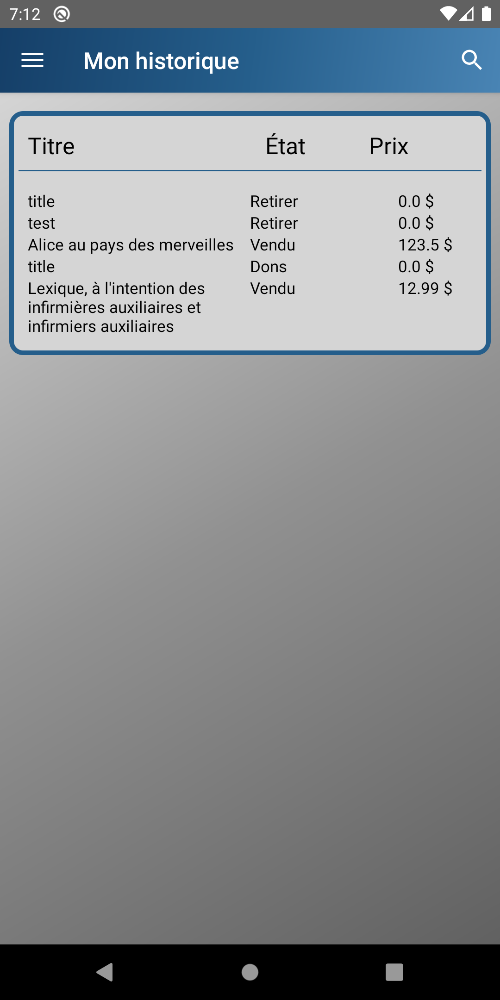 7:12
Mon historique
Titre État Prix
title Retirer 0.0 $
test Retirer 0.0 $
Alice au pays des merveilles Vendu 123.5 $
title Dons 0.0 $
Lexique, à l'intention des Vendu 12.99 $
infirmières auxiliaires et
infirmiers auxiliaires